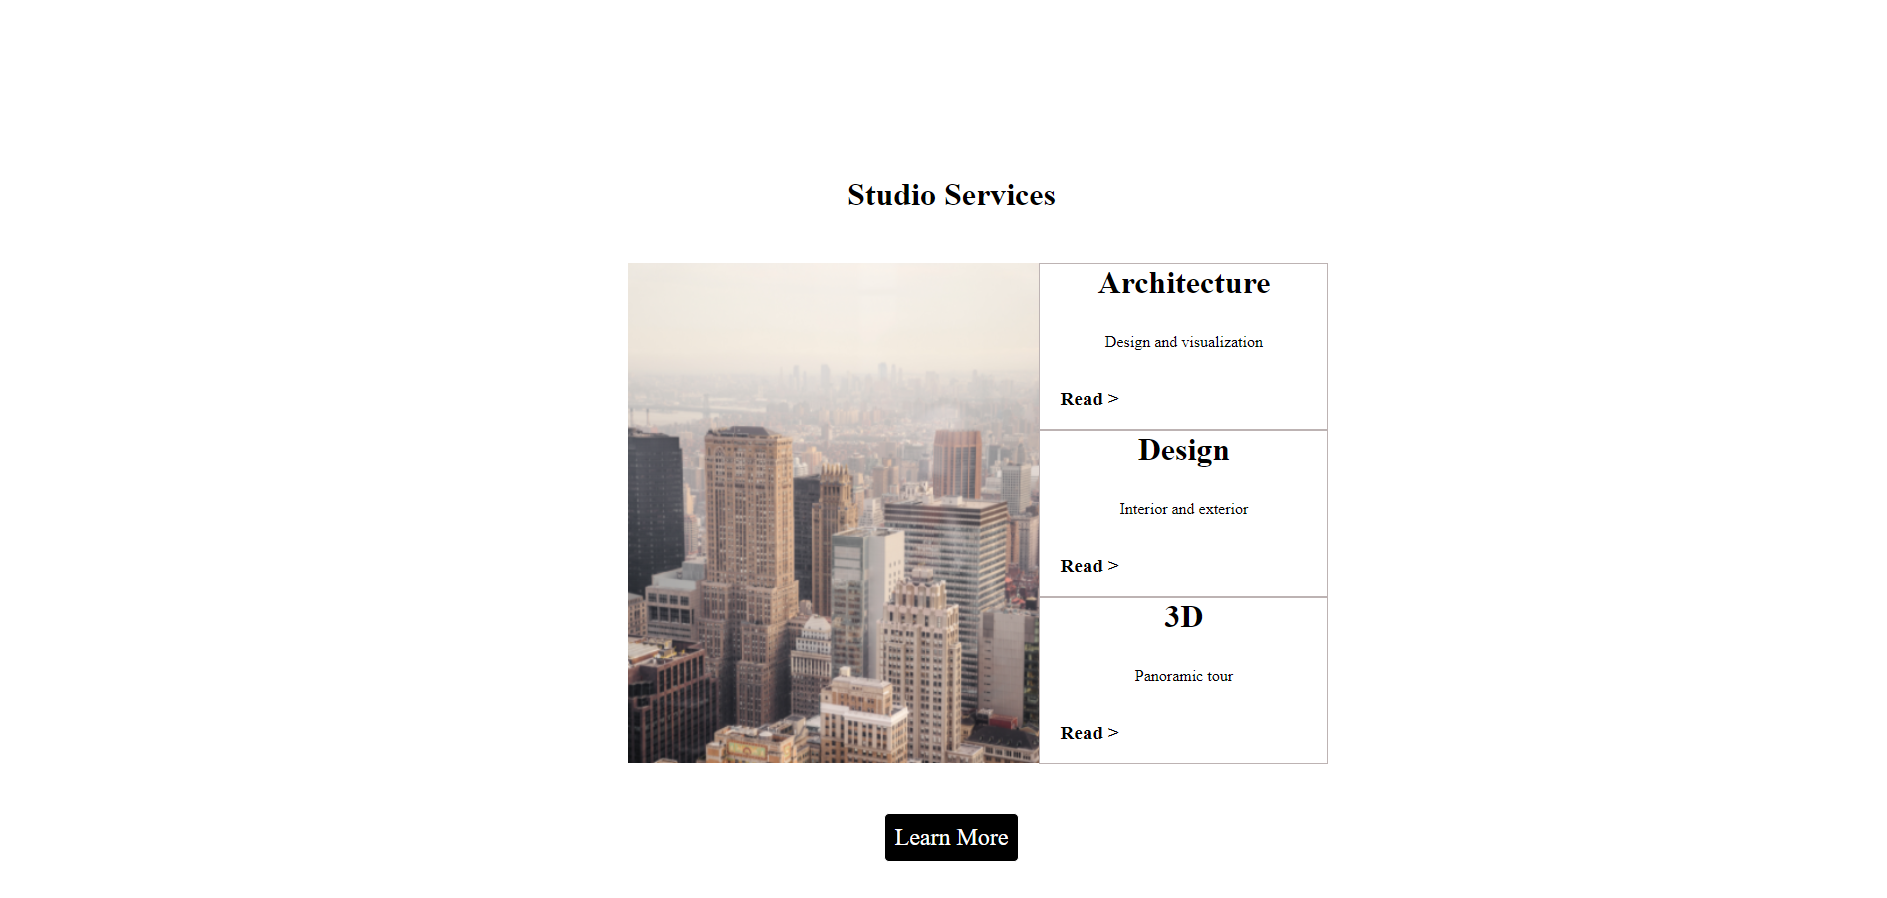 Studio Services
Architecture
Design and visualization
Read >
Design
Interior and exterior
Read >
3D
Panoramic tour
Read >
Learn More